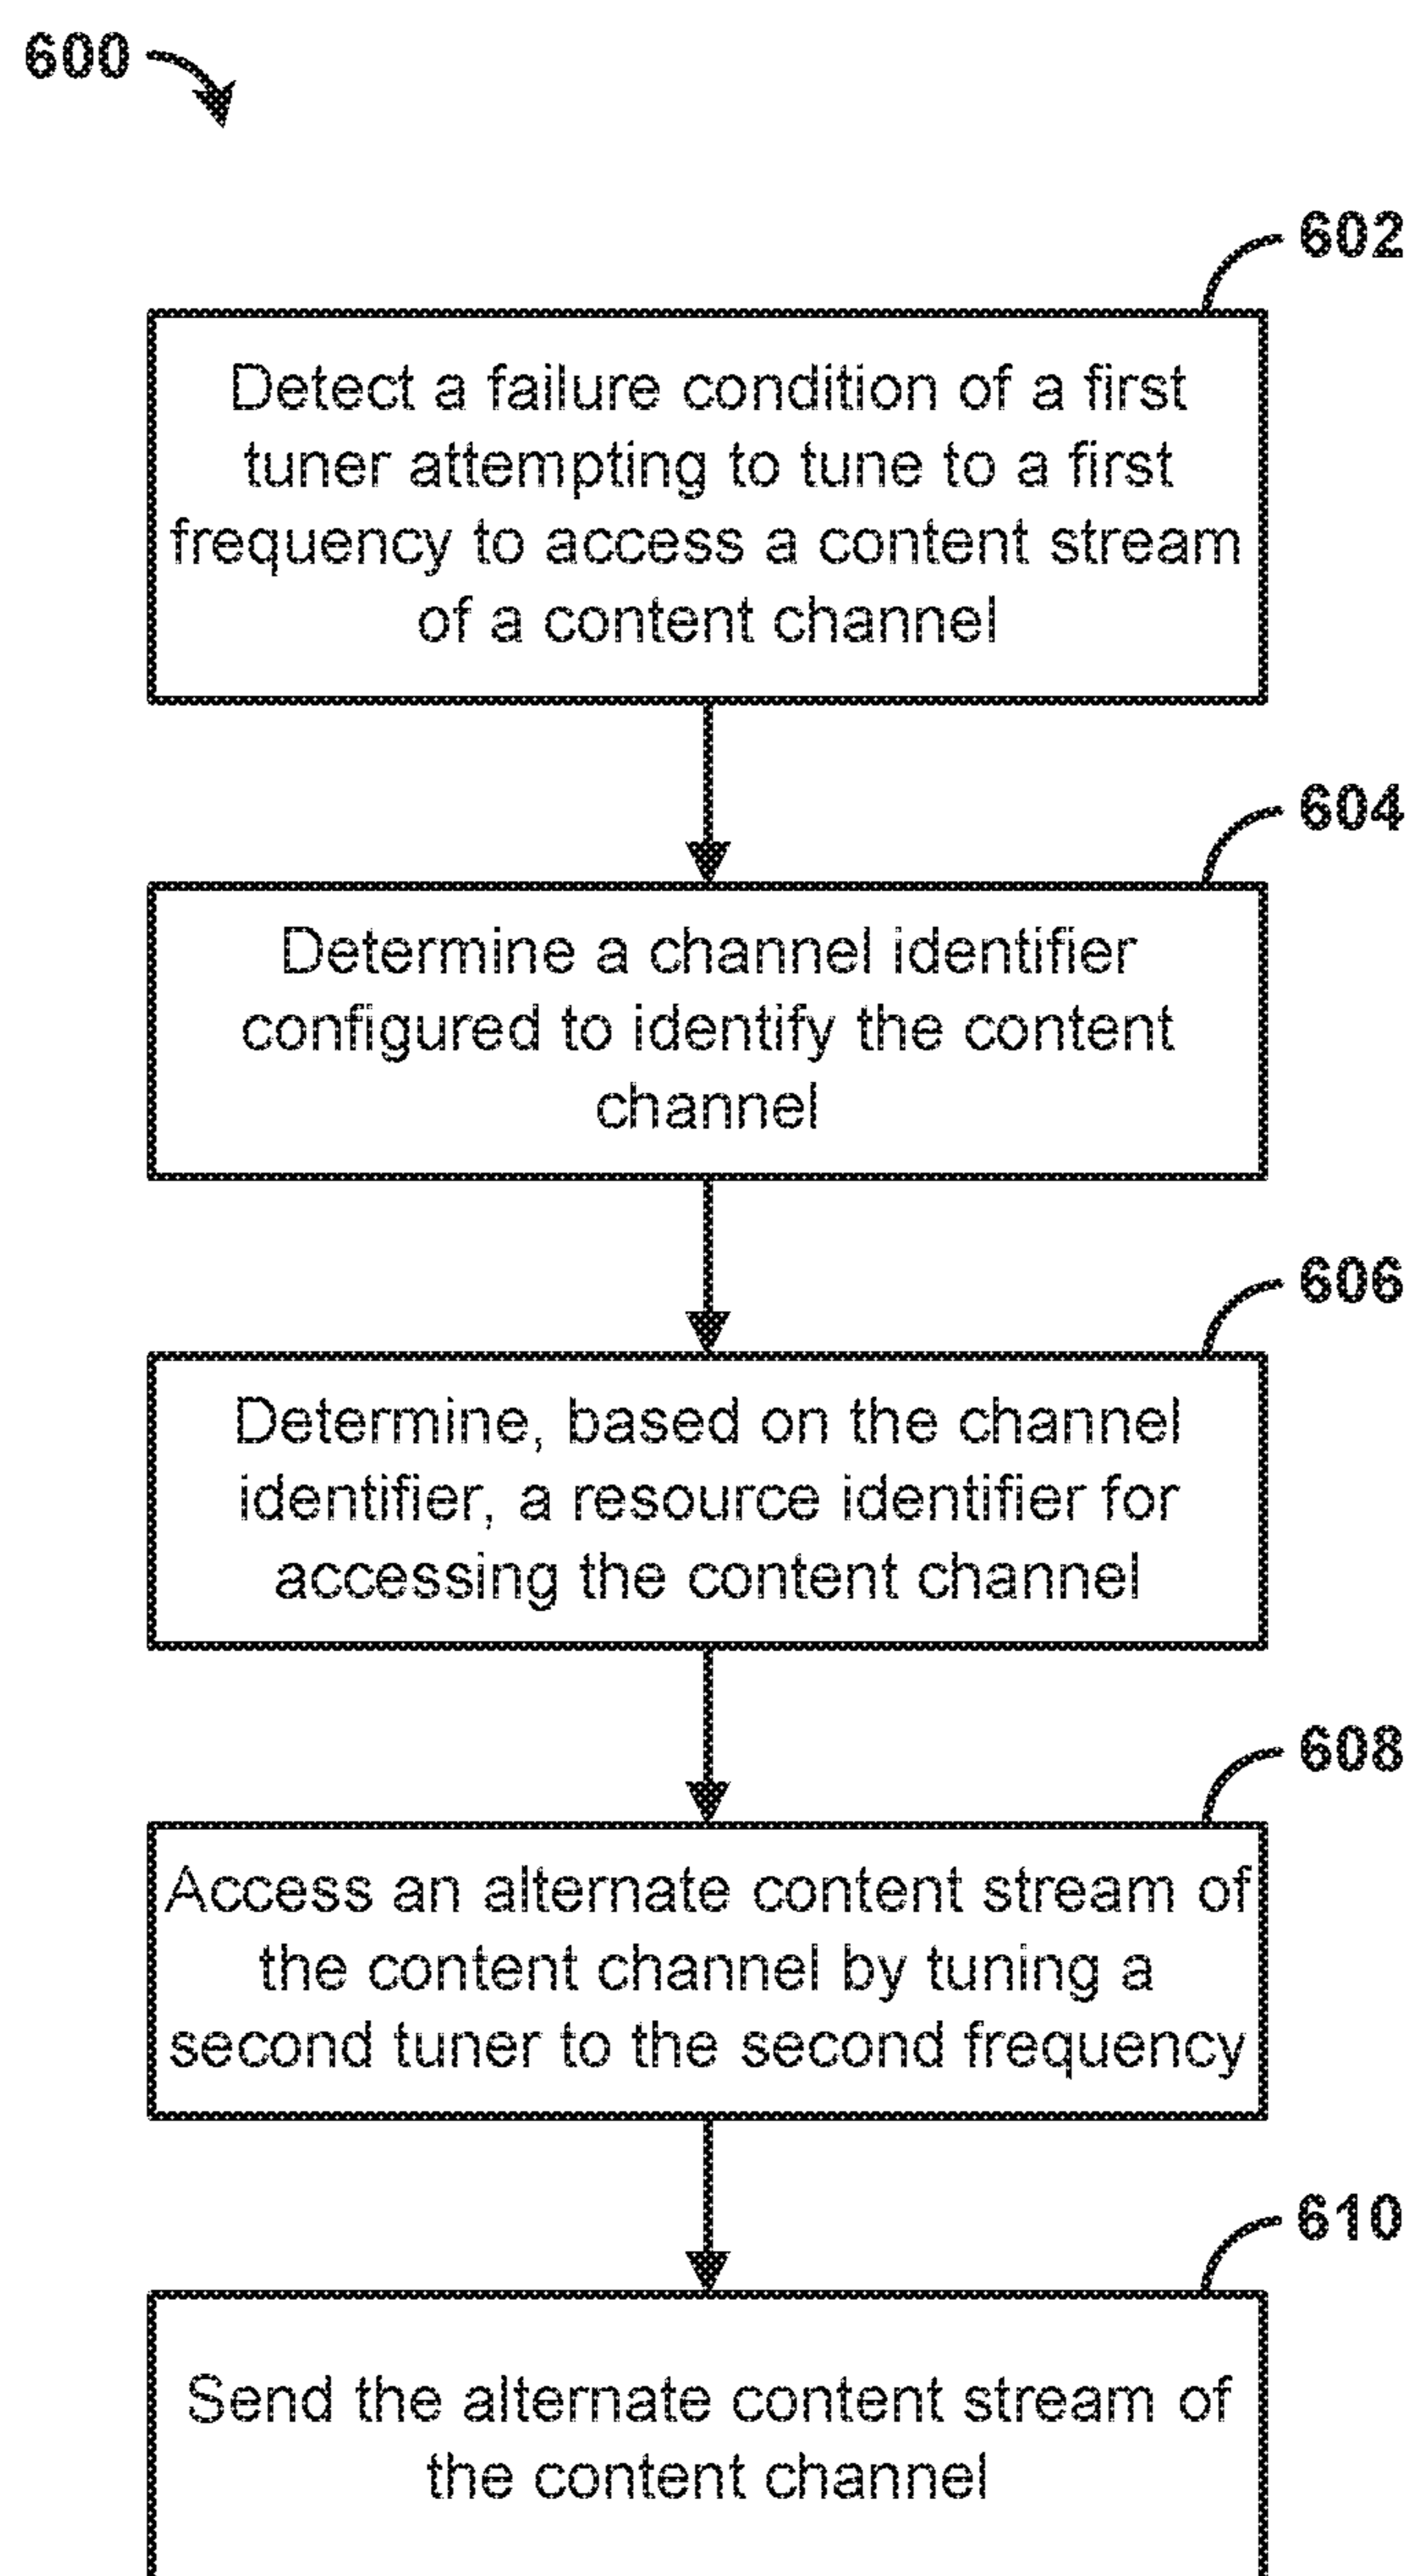 600
602
Detect a failure condition of a first
tuner attempting to tune to a first
frequency to access a content stream
of a content channel
604
Determine a channel identifier
configured to identify the content
channel
606
Determine, based on the channel
identifier, a resource identifier for
accessing the content channel
608
Access an alternate content stream of
the content channel by tuning a
second tuner to the second frequency
610
Send the alternate content stream of
the content channel